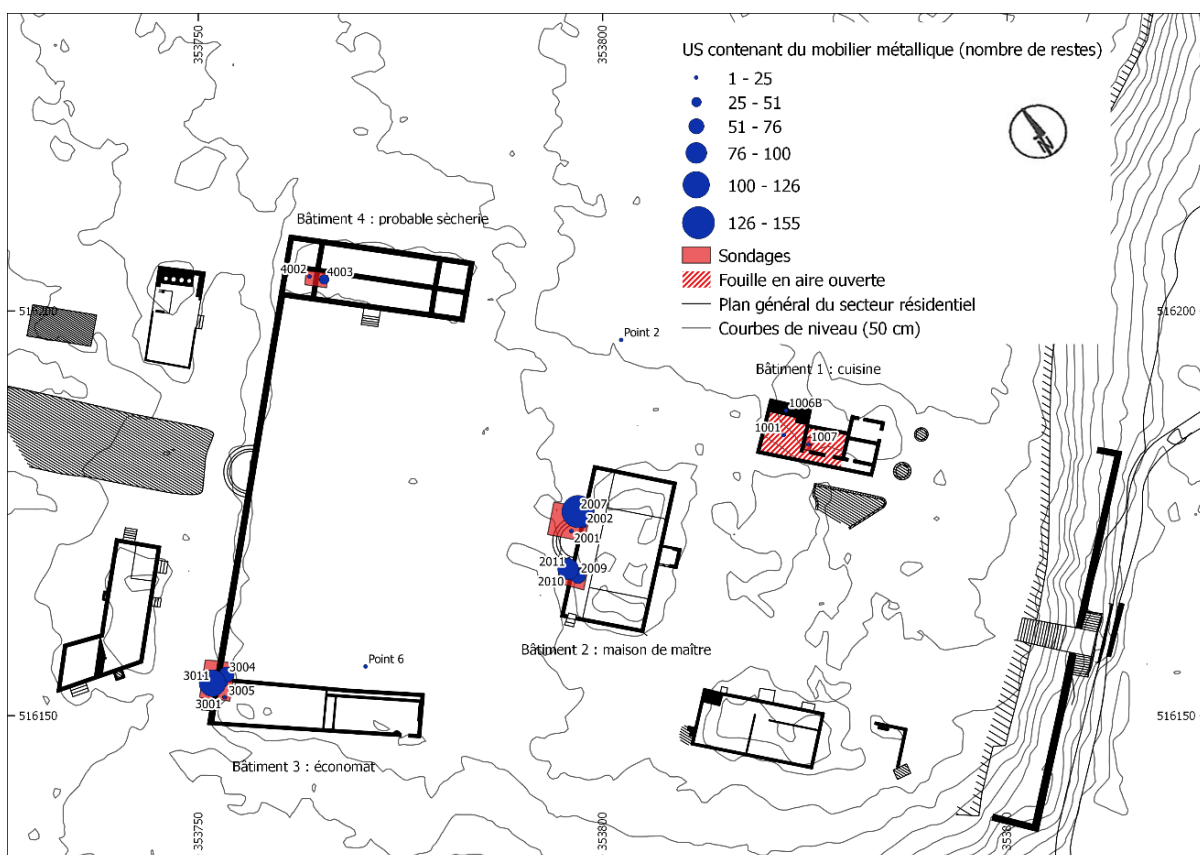 353750
353800
US contenant du mobilier métallique (nombre de restes)
1 - 25
25 - 51
51 - 76
76 - 100
100 - 126
126 - 155
Sondages
Fouille en aire ouverte
Plan général du secteur résidentiel
Courbes de niveau (50 cm)
N
Bâtiment 4 : probable sècherie
4002
4003
516200
516200
Point 2
Bâtiment 1 : cuisine
1006B
1001
1007
2007
2002
2001
2011
2009
2010
Bâtiment 2 : maison de maître
Point 6
3004
3011
3005
3001
516150
516150
Bâtiment 3 : économat
353750
353800